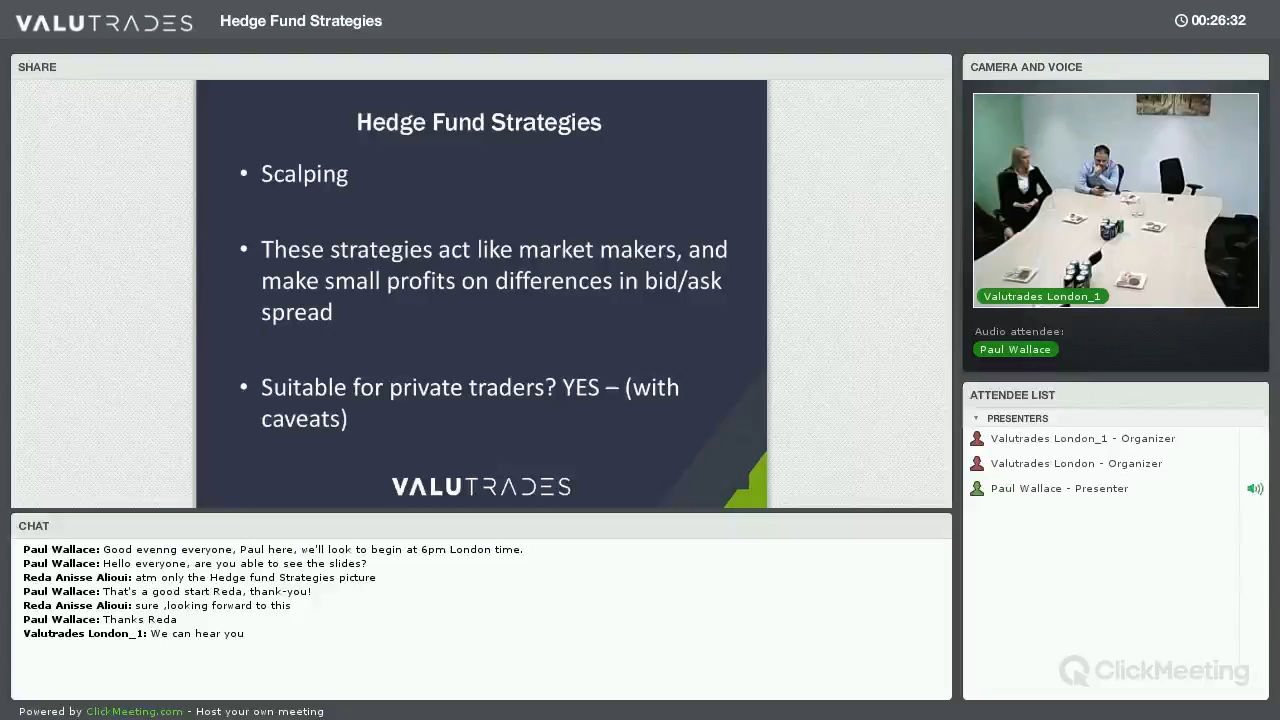 VALUTRADES
Hedge Fund Strategies
00:26:32
SHARE
Hedge Fund Strategies
• Scalping
• These strategies act like market makers, and
make small profits on differences in bid/ask
spread
• Suitable for private traders? YES – (with
caveats)
VALUTRADES
CHAT
Paul Wallace: Good evenng everyone, Paul here, we'll look to begin at 6pm London time.
Paul Wallace: Hello everyone, are you able to see the slides?
Reda Anisse Alioui: atm only the Hedge fund Strategies picture
Paul Wallace: That's a good start Reda, thank-you!
Reda Anisse Alioui: sure ,looking forward to this
Paul Wallace: Thanks Reda
Valutrades London_1: We can hear you
CAMERA AND VOICE
Valutrades London_1
Audio attendee:
Paul Wallace
ATTENDEE LIST
PRESENTERS
Valutrades London_1 - Organizer
Valutrades London - Organizer
Paul Wallace - Presenter
ClickMeeting
Powered by ClickMeeting.com - Host your own meeting